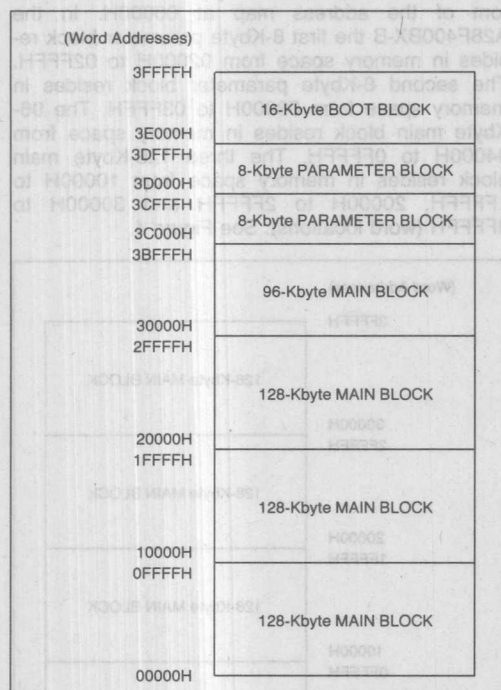 (Word Addresses)
3FFFFH
16-Kbyte BOOT BLOCK
3E000H
3DFFFH
8-Kbyte PARAMETER BLOCK
3D000H
3CFFFH
8-Kbyte PARAMETER BLOCK
3C000H
3BFFFH
96-Kbyte MAIN BLOCK
30000H
2FFFFH
128-Kbyte MAIN BLOCK
20000H
1FFFFH
128-Kbyte MAIN BLOCK
10000H
0FFFFH
128-Kbyte MAIN BLOCK
00000H